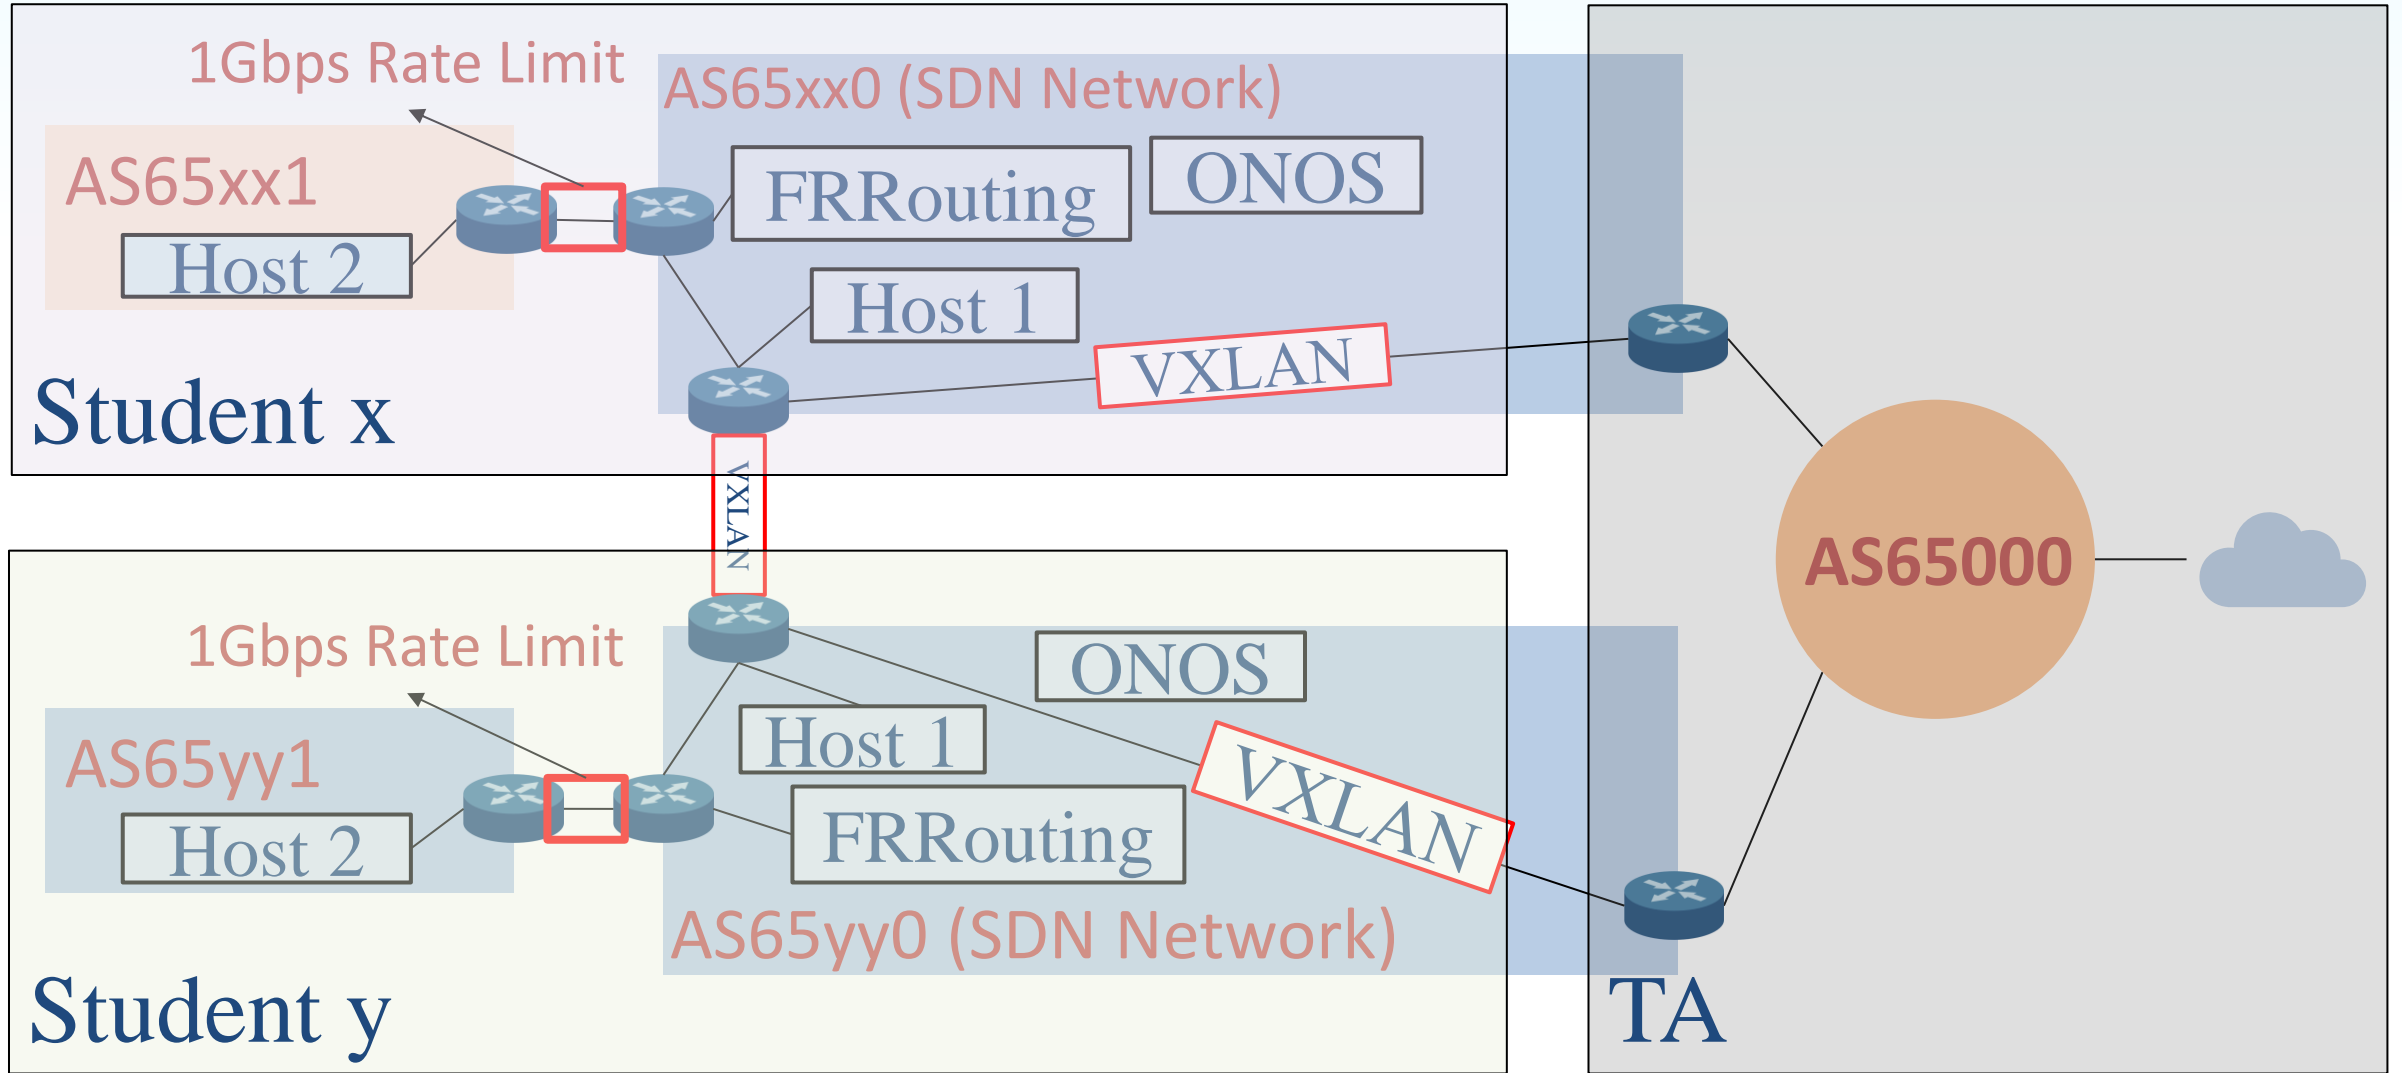 1Gbps Rate Limit
AS65xx0 (SDN Network)
AS65xx1
FRRouting
ONOS
Host 2
Host 1
VXLAN
Student x
VXLAN
AS65000
1Gbps Rate Limit
ONOS
Host 1
AS65yy1
VXLAN
Host 2
FRRouting
AS65yy0 (SDN Network)
Student y
TA